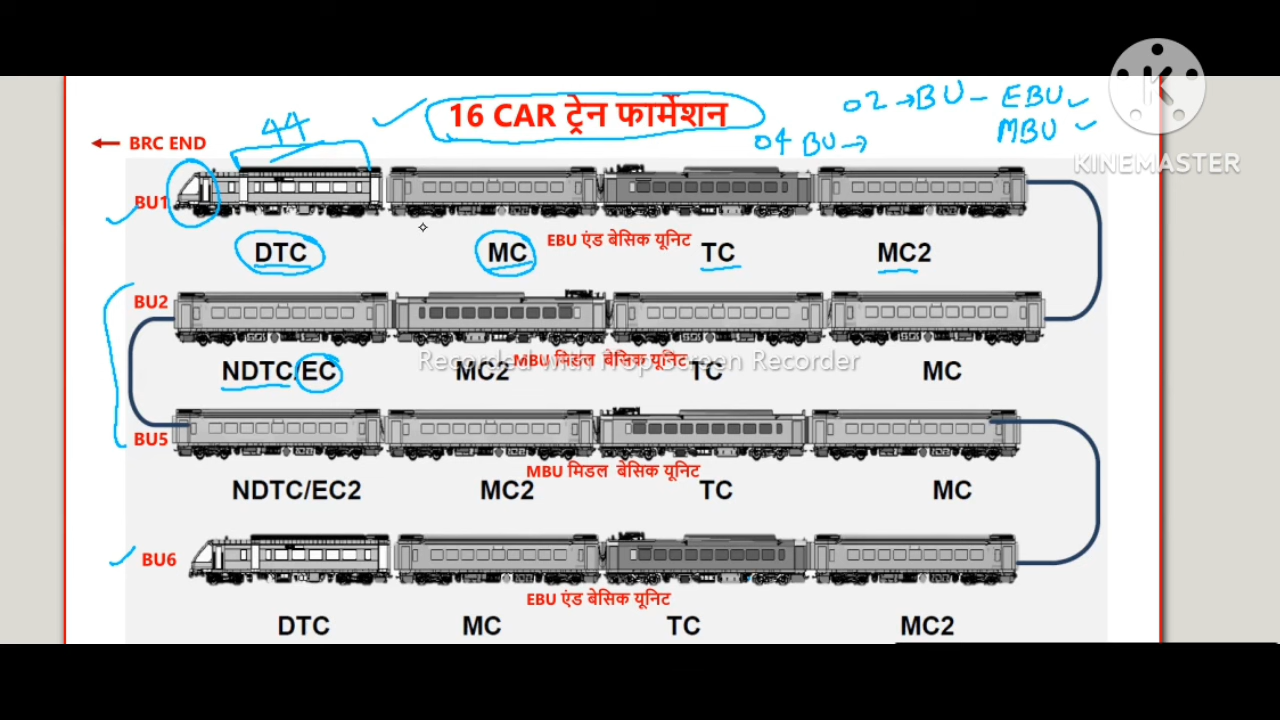 16 CAR ट्रेन फार्मेशन
02 → BU - EBU
MBU
04 BU →
44
BRC END
KINEMASTER
BU1
EBU एंड बेसिक यूनिट
DTC MC TC MC2
BU2
Recorded with Screen Recorder
MBU मिडल बेसिक यूनिट
NDTC/EC MC2 TC MC
BU5
MBU मिडल बेसिक यूनिट
NDTC/EC2 MC2 TC MC
BU6
EBU एंड बेसिक यूनिट
DTC MC TC MC2